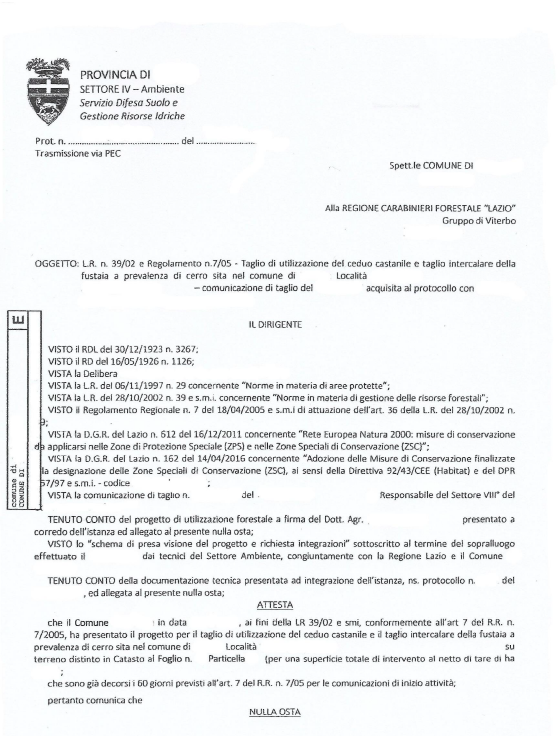 PROVINCIA DI
SETTORE IV – Ambiente
Servizio Difesa Suolo e
Gestione Risorse Idriche
Prot. n. ................................................ del ..........................
Trasmissione via PEC
Spett.le COMUNE DI
Alla REGIONE CARABINIERI FORESTALE "LAZIO"
Gruppo di Viterbo
OGGETTO: L.R. n. 39/02 e Regolamento n.7/05 - Taglio di utilizzazione del ceduo castanile e taglio intercalare della
fustaia a prevalenza di cerro sita nel comune di Località
– comunicazione di taglio del acquisita al protocollo con
IL DIRIGENTE
E
comune di
COMUNE DI
VISTO il RDL del 30/12/1923 n. 3267;
VISTO il RD del 16/05/1926 n. 1126;
VISTA la Delibera
VISTA la L.R. del 06/11/1997 n. 29 concernente "Norme in materia di aree protette";
VISTA la L.R. del 28/10/2002 n. 39 e s.m.i. concernente "Norme in materia di gestione delle risorse forestali";
VISTO il Regolamento Regionale n. 7 del 18/04/2005 e s.m.i di attuazione dell'art. 36 della L.R. del 28/10/2002 n.
9;
VISTA la D.G.R. del Lazio n. 612 del 16/12/2011 concernente "Rete Europea Natura 2000: misure di conservazione
da applicarsi nelle Zone di Protezione Speciale (ZPS) e nelle Zone Speciali di Conservazione (ZSC)";
VISTA la D.G.R. del Lazio n. 162 del 14/04/2016 concernente "Adozione delle Misure di Conservazione finalizzate
la designazione delle Zone Speciali di Conservazione (ZSC), ai sensi della Direttiva 92/43/CEE (Habitat) e del DPR
57/97 e s.m.i. - codice ;
VISTA la comunicazione di taglio n. del Responsabile del Settore VIII° del
TENUTO CONTO del progetto di utilizzazione forestale a firma del Dott. Agr. presentato a
corredo dell'istanza ed allegato al presente nulla osta;
VISTO lo "schema di presa visione del progetto e richiesta integrazioni" sottoscritto al termine del sopralluogo
effettuato il dai tecnici del Settore Ambiente, congiuntamente con la Regione Lazio e il Comune
TENUTO CONTO della documentazione tecnica presentata ad integrazione dell'istanza, ns. protocollo n. del
, ed allegata al presente nulla osta;
ATTESTA
che il Comune in data , ai fini della LR 39/02 e smi, conformemente all'art 7 del R.R. n.
7/2005, ha presentato il progetto per il taglio di utilizzazione del ceduo castanile e il taglio intercalare della fustaia a
prevalenza di cerro sita nel comune di Località su
terreno distinto in Catasto al Foglio n. Particella (per una superficie totale di intervento al netto di tare di ha
;
che sono già decorsi i 60 giorni previsti all'art. 7 del R.R. n. 7/05 per le comunicazioni di inizio attività;
pertanto comunica che
NULLA OSTA